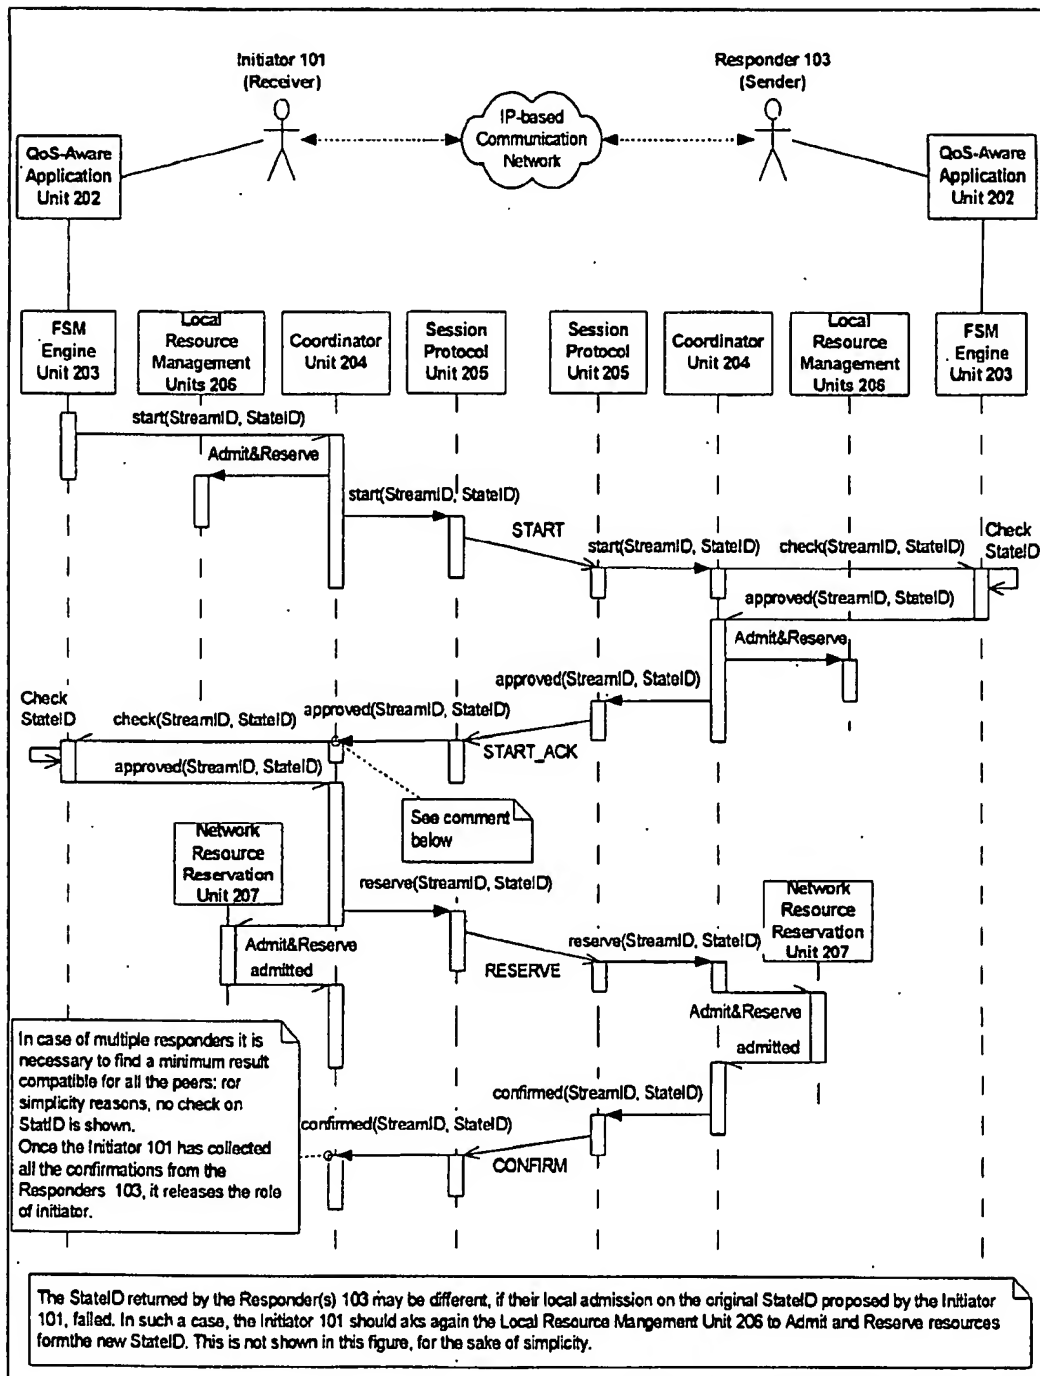 Initiator 101
(Receiver)
Responder 103
(Sender)
IP-based
Communication
Network
QoS-Aware
Application
Unit 202
QoS-Aware
Application
Unit 202
FSM
Engine
Unit 203
Local
Resource
Management
Units 206
Coordinator
Unit 204
Session
Protocol
Unit 205
Session
Protocol
Unit 205
Coordinator
Unit 204
Local
Resource
Management
Units 206
FSM
Engine
Unit 203
start(StreamID, StateID)
Admit&Reserve
start(StreamID, StateID)
START
start(StreamID, StateID)
check(StreamID, StateID)
Check
StateID
approved(StreamID, StateID)
Admit&Reserve
approved(StreamID, StateID)
Check
StateID
check(StreamID, StateID)
approved(StreamID, StateID)
START_ACK
approved(StreamID, StateID)
See comment
below
Network
Resource
Reservation
Unit 207
reserve(StreamID, StateID)
Network
Resource
Reservation
Unit 207
Admit&Reserve
admitted
RESERVE
reserve(StreamID, StateID)
Admit&Reserve
admitted
In case of multiple responders it is
necessary to find a minimum result
compatible for all the peers: ror
simplicity reasons, no check on
StatID is shown.
Once the Initiator 101 has collected
all the confirmations from the
Responders 103, it releases the role
of initiator.
confirmed(StreamID, StateID)
confirmed(StreamID, StateID)
CONFIRM
The StateID returned by the Responder(s) 103 may be different, if their local admission on the original StateID proposed by the Initiator
101, failed. In such a case, the Initiator 101 should aks again the Local Resource Mangement Unit 206 to Admit and Reserve resources
formthe new StateID. This is not shown in this figure, for the sake of simplicity.